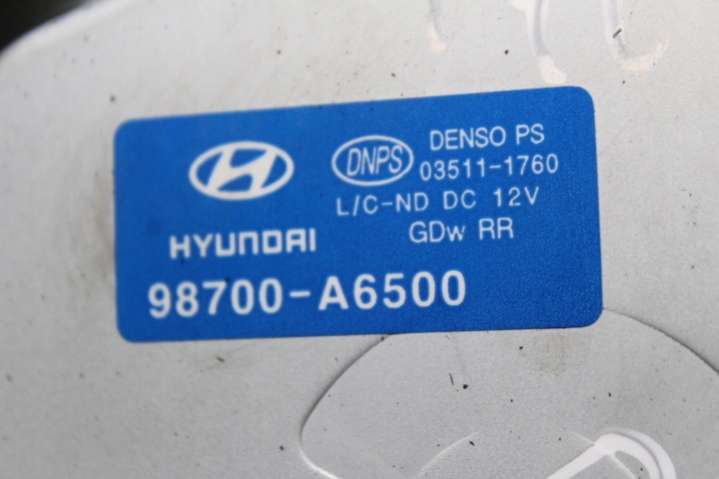 DENSO PS
DNPS
03511-1760
L/C-ND DC 12V
HYUNDAI
GDw RR
98700-A6500